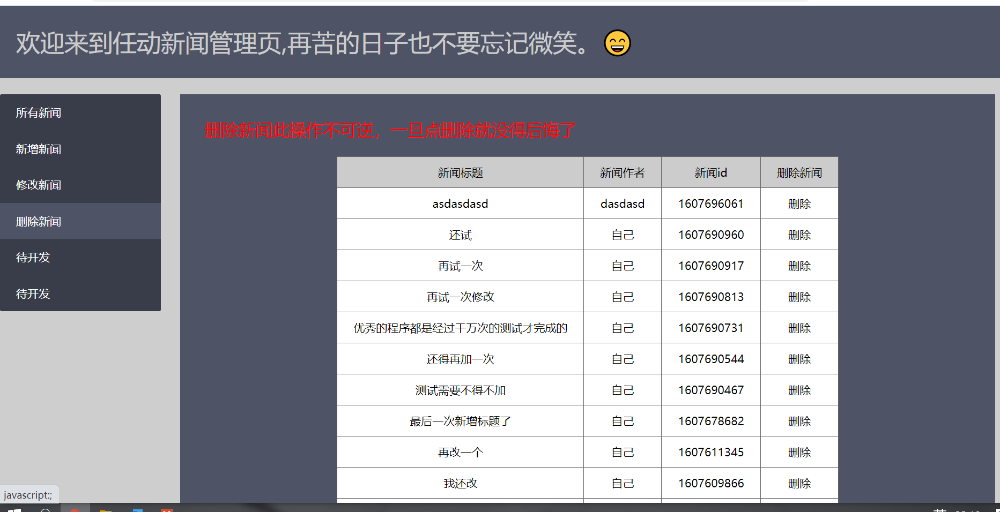 欢迎来到任动新闻管理页,再苦的日子也不要忘记微笑。😄
所有新闻
新增新闻
修改新闻
删除新闻
待开发
待开发
删除新闻此操作不可逆，一旦点删除就没得后悔了
新闻标题 新闻作者 新闻id 删除新闻
asdasdasd dasdasd 1607696061 删除
还试 自己 1607690960 删除
再试一次 自己 1607690917 删除
再试一次修改 自己 1607690813 删除
优秀的程序都是经过千万次的测试才完成的 自己 1607690731 删除
还得再加一次 自己 1607690544 删除
测试需要不得不加 自己 1607690467 删除
最后一次新增标题了 自己 1607678682 删除
再改一个 自己 1607611345 删除
我还改 自己 1607609866 删除
javascript:;